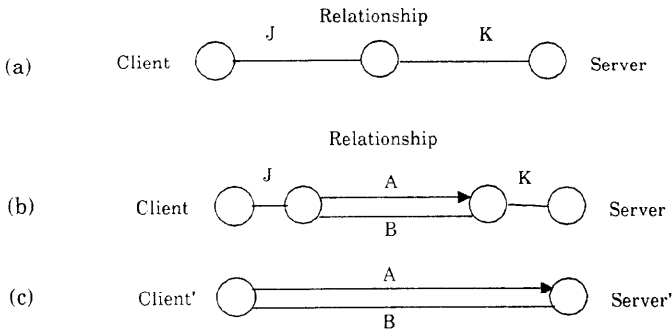 Relationship
J K
(a) Client Server
Relationship
J A K
(b) Client Server
B
A
(c) Client' Server'
B